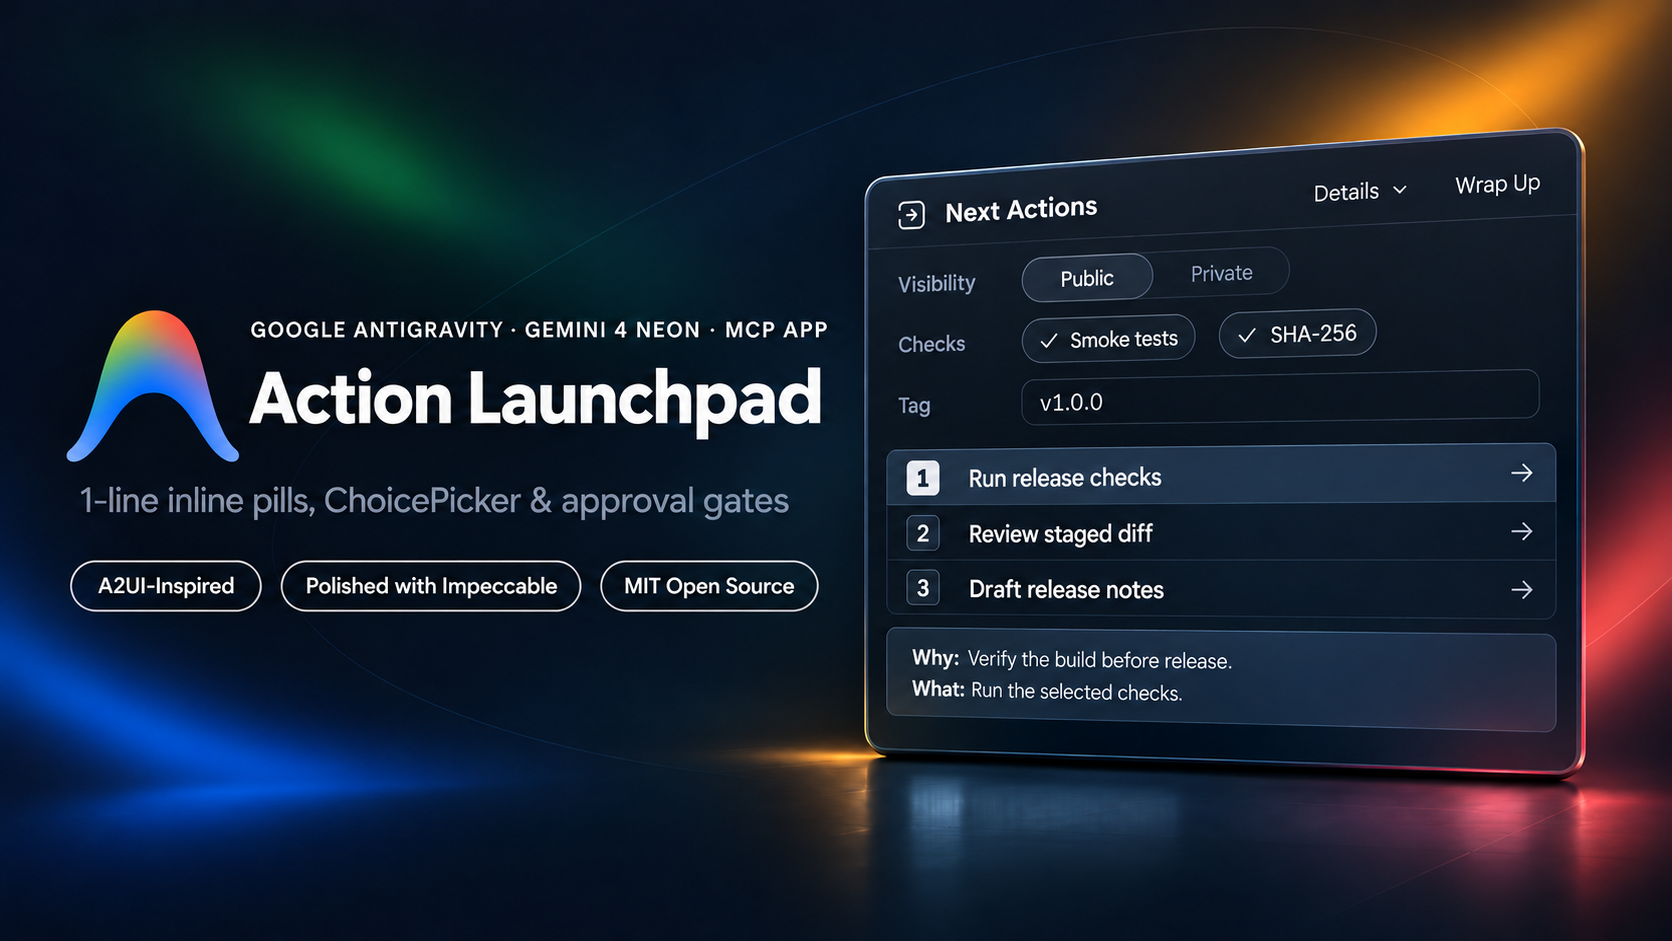 GOOGLE ANTIGRAVITY · GEMINI 4 NEON · MCP APP
Action Launchpad
1-line inline pills, ChoicePicker & approval gates
A2UI-Inspired
Polished with Impeccable
MIT Open Source
Next Actions
Details
Wrap Up
Visibility
Public
Private
Checks
Smoke tests
SHA-256
Tag
v1.0.0
1 Run release checks
2 Review staged diff
3 Draft release notes
Why: Verify the build before release.
What: Run the selected checks.